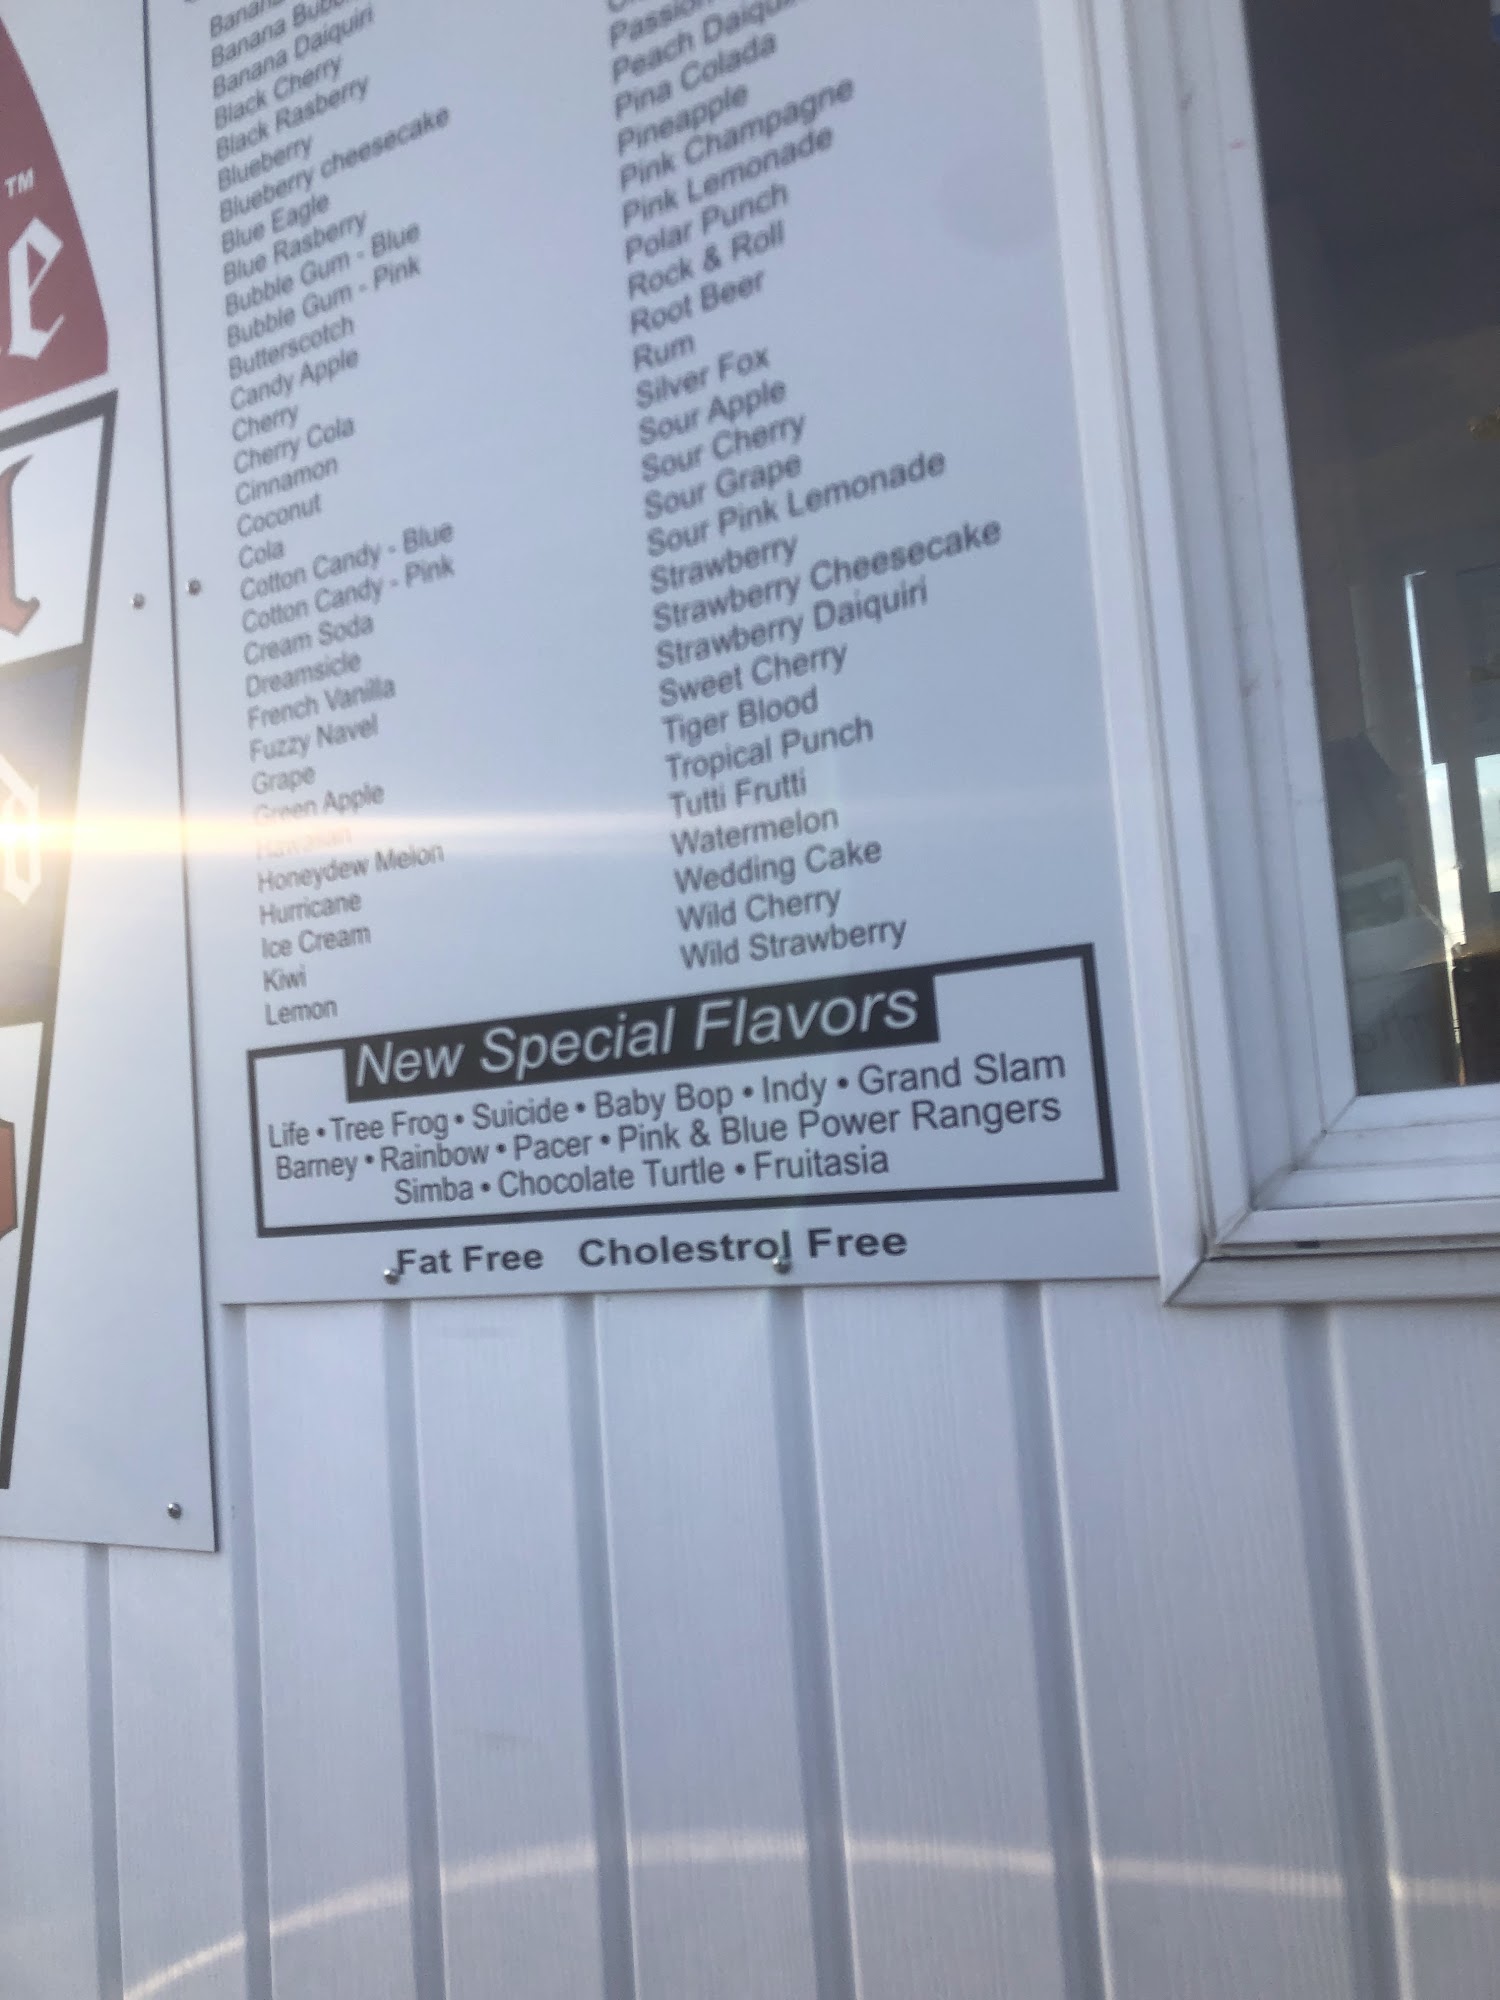 TM
e
Banana Daiquiri
Black Cherry
Black Rasberry
Blueberry
Blueberry cheesecake
Blue Eagle
Blue Rasberry
Bubble Gum - Blue
Bubble Gum - Pink
Butterscotch
Candy Apple
Cherry
Cherry Cola
Cinnamon
Coconut
Cola
Cotton Candy - Blue
Cotton Candy - Pink
Cream Soda
Dreamsicle
French Vanilla
Fuzzy Navel
Grape
Green Apple
Honeydew Melon
Hurricane
Ice Cream
Kiwi
Lemon
Peach
Pina Colada
Pineapple
Pink Champagne
Pink Lemonade
Polar Punch
Rock & Roll
Root Beer
Rum
Silver Fox
Sour Apple
Sour Cherry
Sour Grape
Sour Pink Lemonade
Strawberry
Strawberry Cheesecake
Strawberry Daiquiri
Sweet Cherry
Tiger Blood
Tropical Punch
Tutti Frutti
Watermelon
Wedding Cake
Wild Cherry
Wild Strawberry
New Special Flavors
Life • Tree Frog • Suicide • Baby Bop • Indy • Grand Slam
Barney • Rainbow • Pacer • Pink & Blue Power Rangers
Simba • Chocolate Turtle • Fruitasia
Fat Free Cholestrol Free